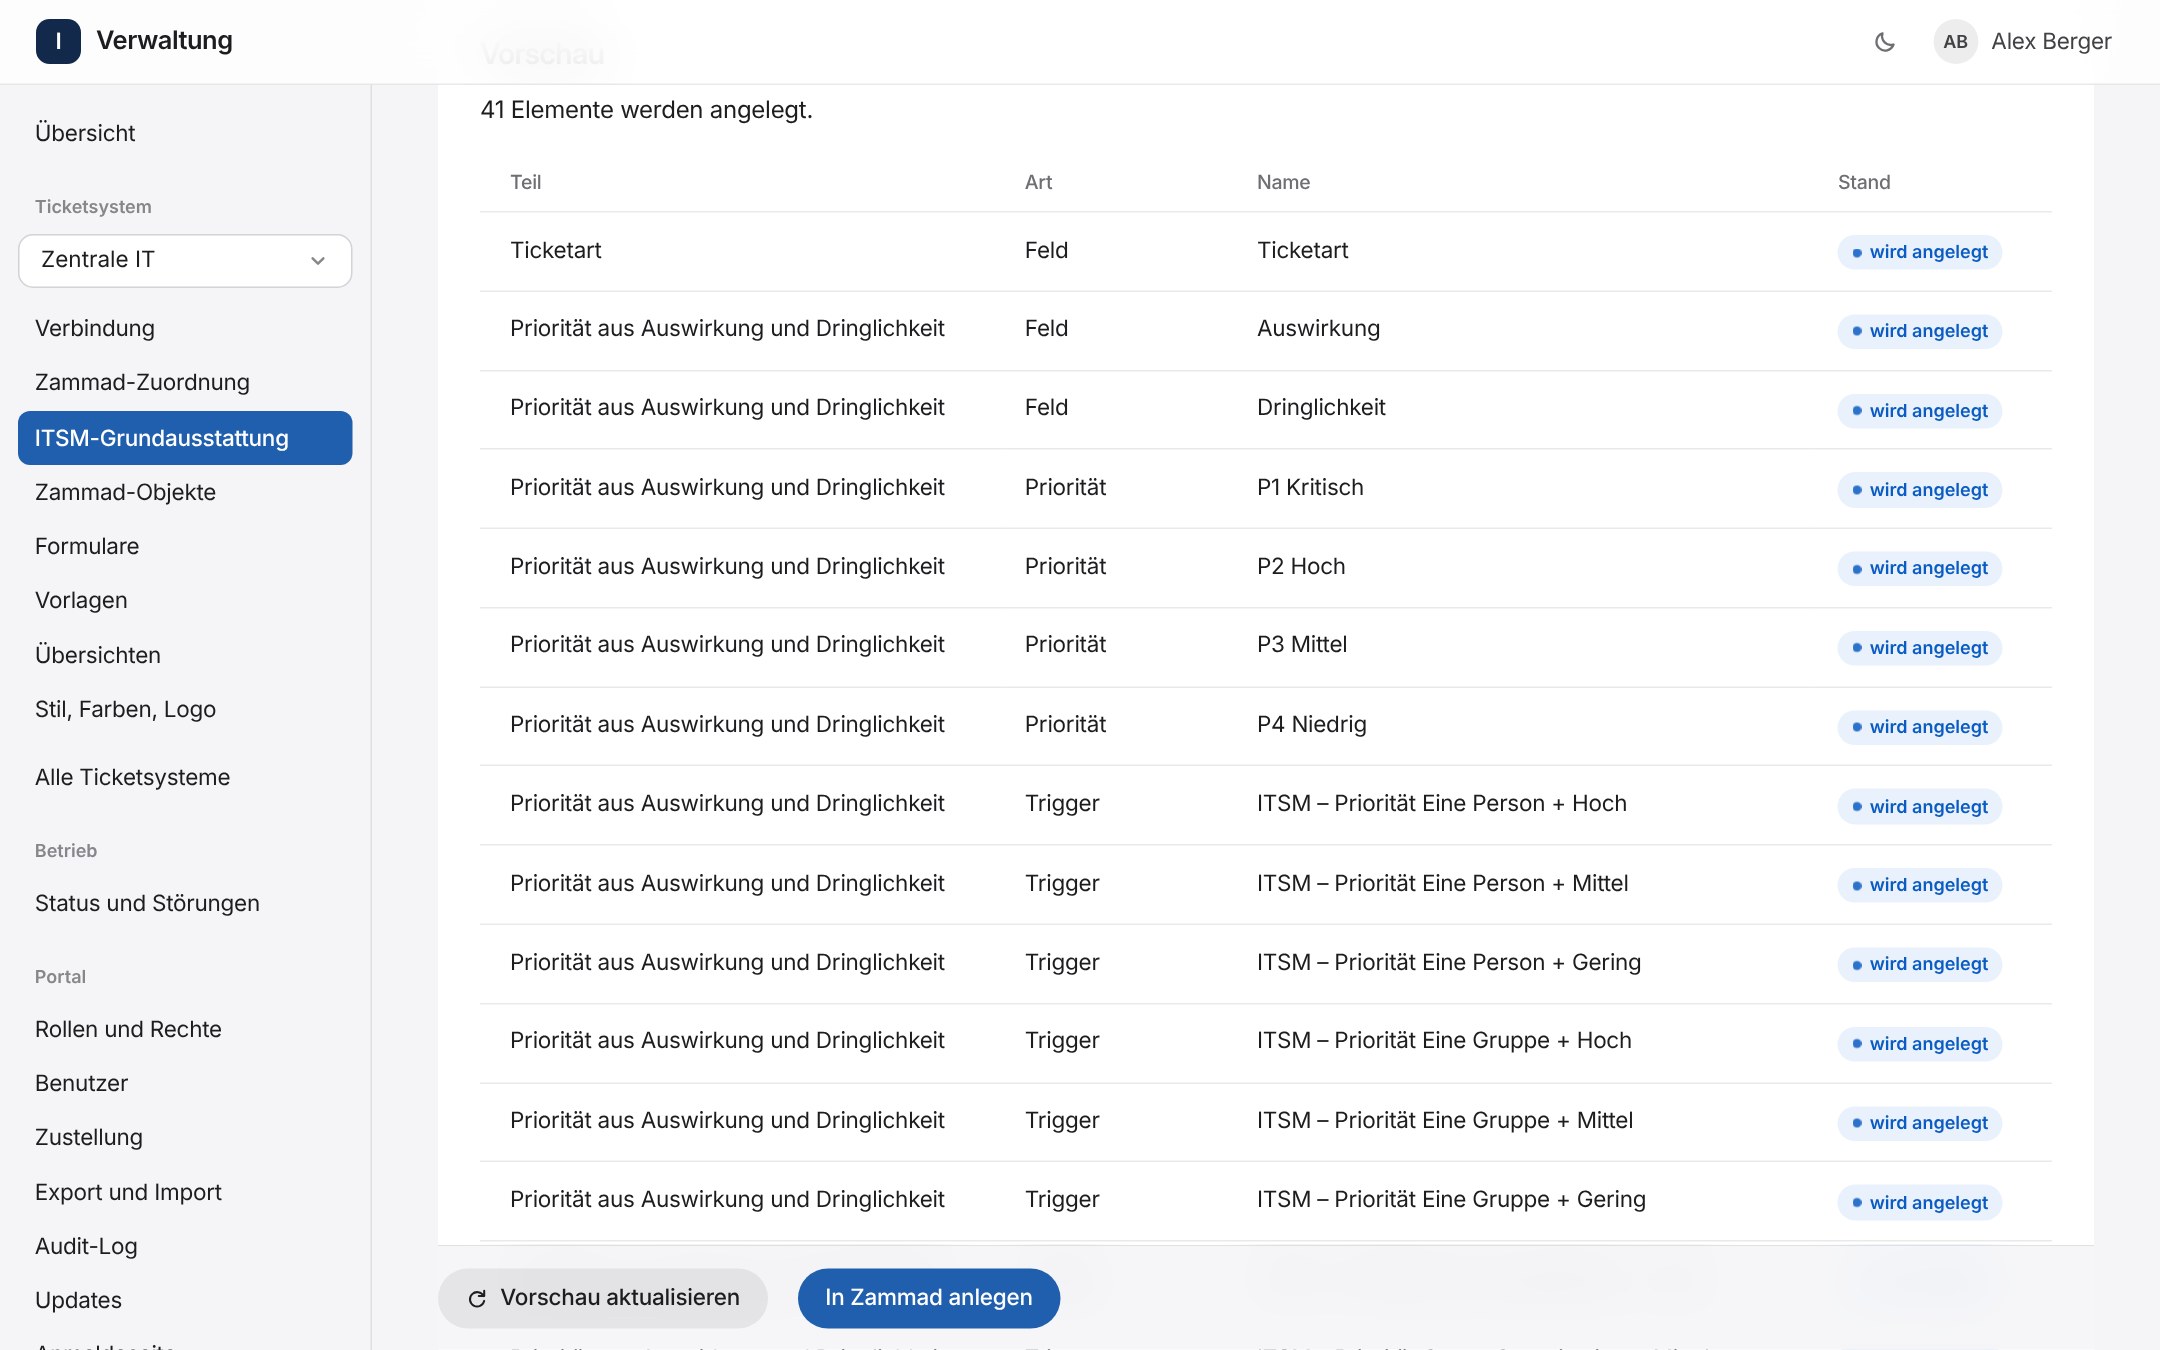 I Verwaltung
AB Alex Berger
Vorschau
Übersicht
Ticketsystem
Zentrale IT
Verbindung
Zammad-Zuordnung
ITSM-Grundausstattung
Zammad-Objekte
Formulare
Vorlagen
Übersichten
Stil, Farben, Logo
Alle Ticketsysteme
Betrieb
Status und Störungen
Portal
Rollen und Rechte
Benutzer
Zustellung
Export und Import
Audit-Log
Updates
41 Elemente werden angelegt.
Teil Art Name Stand
Ticketart Feld Ticketart wird angelegt
Priorität aus Auswirkung und Dringlichkeit Feld Auswirkung wird angelegt
Priorität aus Auswirkung und Dringlichkeit Feld Dringlichkeit wird angelegt
Priorität aus Auswirkung und Dringlichkeit Priorität P1 Kritisch wird angelegt
Priorität aus Auswirkung und Dringlichkeit Priorität P2 Hoch wird angelegt
Priorität aus Auswirkung und Dringlichkeit Priorität P3 Mittel wird angelegt
Priorität aus Auswirkung und Dringlichkeit Priorität P4 Niedrig wird angelegt
Priorität aus Auswirkung und Dringlichkeit Trigger ITSM – Priorität Eine Person + Hoch wird angelegt
Priorität aus Auswirkung und Dringlichkeit Trigger ITSM – Priorität Eine Person + Mittel wird angelegt
Priorität aus Auswirkung und Dringlichkeit Trigger ITSM – Priorität Eine Person + Gering wird angelegt
Priorität aus Auswirkung und Dringlichkeit Trigger ITSM – Priorität Eine Gruppe + Hoch wird angelegt
Priorität aus Auswirkung und Dringlichkeit Trigger ITSM – Priorität Eine Gruppe + Mittel wird angelegt
Priorität aus Auswirkung und Dringlichkeit Trigger ITSM – Priorität Eine Gruppe + Gering wird angelegt
Vorschau aktualisieren In Zammad anlegen